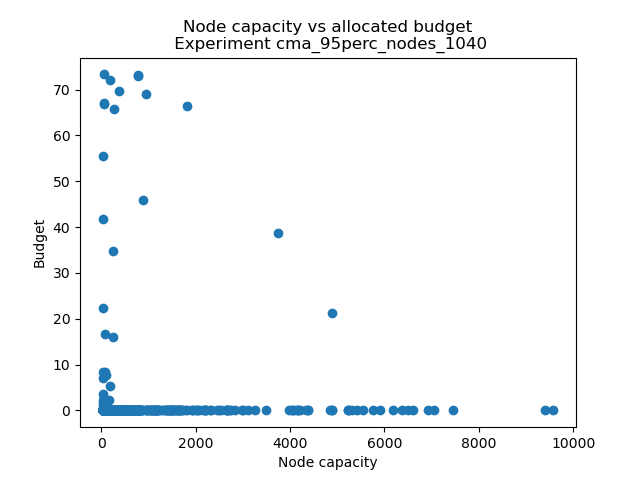 Node capacity vs allocated budget
Experiment cma_95perc_nodes_1040
70
60
50
40
30
20
10
0
Budget
0 2000 4000 6000 8000 10000
Node capacity